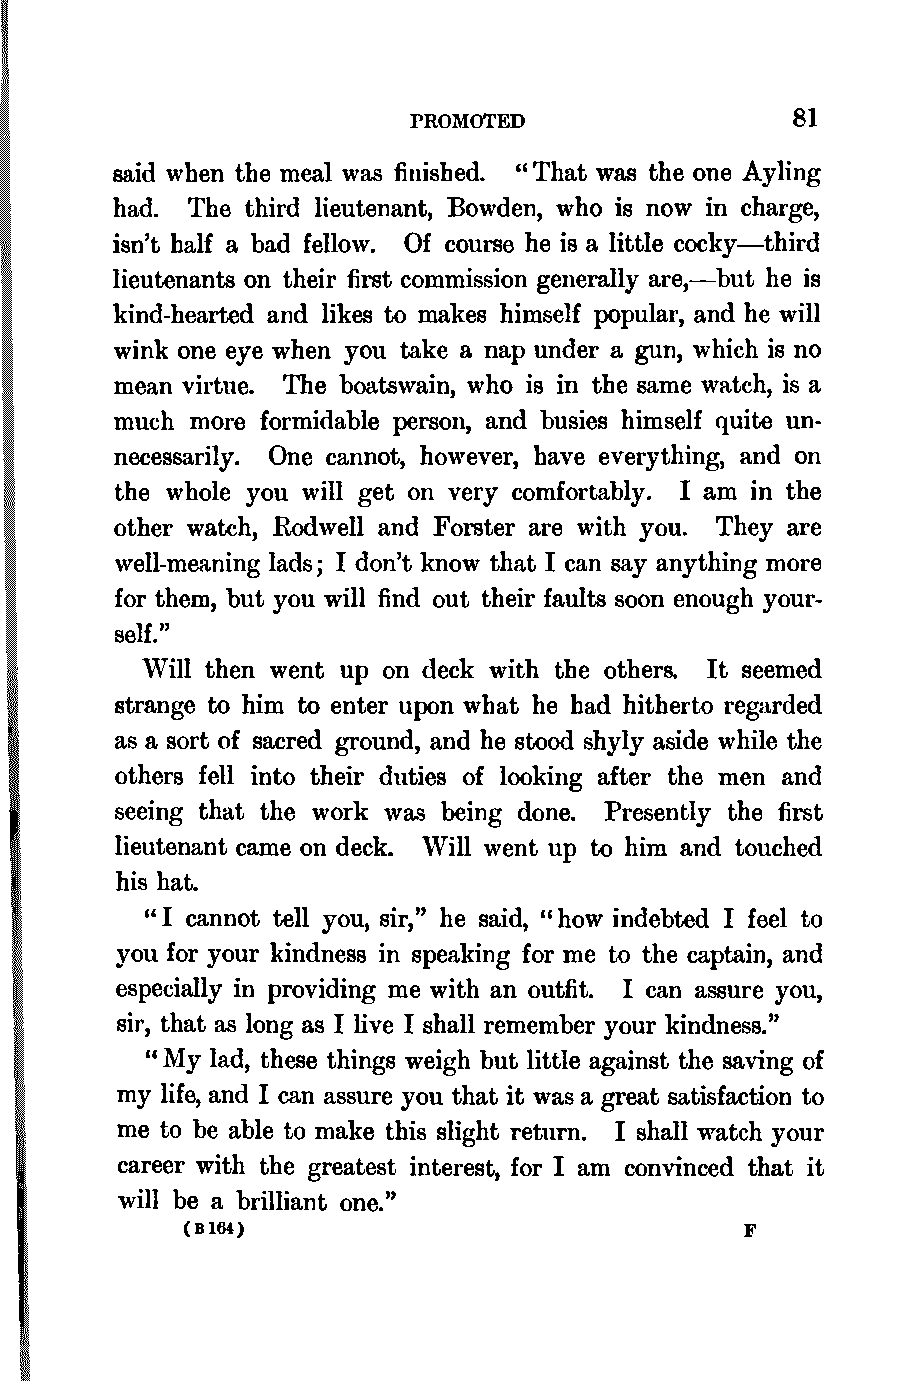 PROMOTED 81
said when the meal was finished. "That was the one Ayling
had. The third lieutenant, Bowden, who is now in charge,
isn't half a bad fellow. Of course he is a little cocky—third
lieutenants on their first commission generally are,—but he is
kind-hearted and likes to makes himself popular, and he will
wink one eye when you take a nap under a gun, which is no
mean virtue. The boatswain, who is in the same watch, is a
much more formidable person, and busies himself quite un-
necessarily. One cannot, however, have everything, and on
the whole you will get on very comfortably. I am in the
other watch, Rodwell and Forster are with you. They are
well-meaning lads; I don't know that I can say anything more
for them, but you will find out their faults soon enough your-
self."
Will then went up on deck with the others. It seemed
strange to him to enter upon what he had hitherto regarded
as a sort of sacred ground, and he stood shyly aside while the
others fell into their duties of looking after the men and
seeing that the work was being done. Presently the first
lieutenant came on deck. Will went up to him and touched
his hat.
"I cannot tell you, sir," he said, "how indebted I feel to
you for your kindness in speaking for me to the captain, and
especially in providing me with an outfit. I can assure you,
sir, that as long as I live I shall remember your kindness."
"My lad, these things weigh but little against the saving of
my life, and I can assure you that it was a great satisfaction to
me to be able to make this slight return. I shall watch your
career with the greatest interest, for I am convinced that it
will be a brilliant one."
(B 164) F